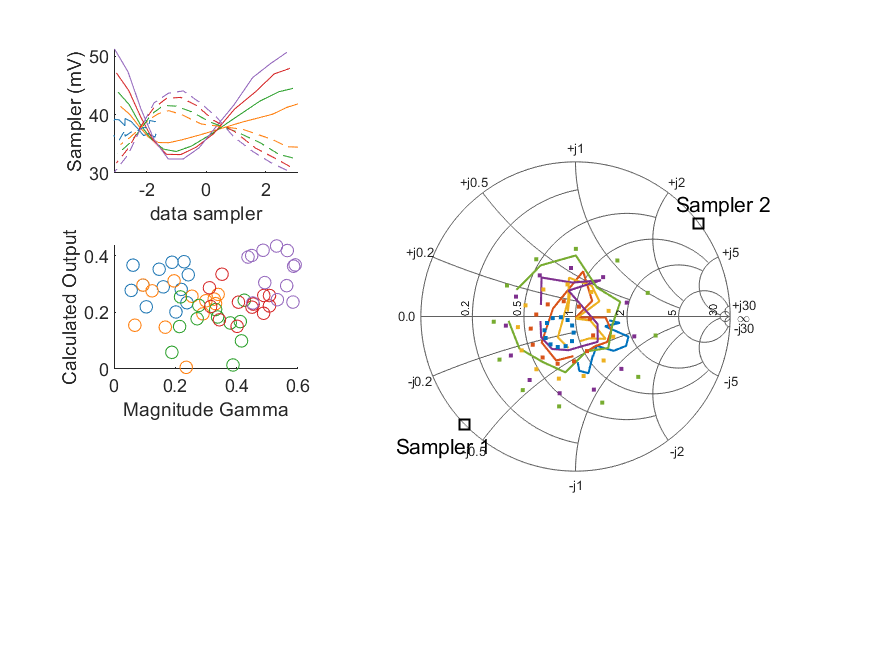 50
40
30
Sampler (mV)
-2
0
2
data sampler
0.4
0.2
0
Calculated Output
0
0.2
0.4
0.6
Magnitude Gamma
+j1
+j0.5
+j2
Sampler 2
+j0.2
+j5
0.0
0.2
0.5
1
2
5
30
+j30
∞
-j30
-j0.2
-j5
Sampler 1
-j0.5
-j2
-j1